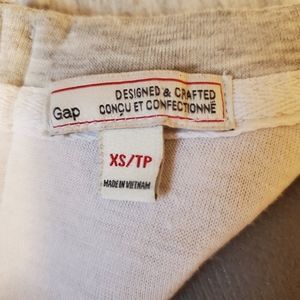 Gap
DESIGNED & CRAFTED
CONÇU ET CONFECTIONNÉ
XS/TP
MADE IN VIETNAM